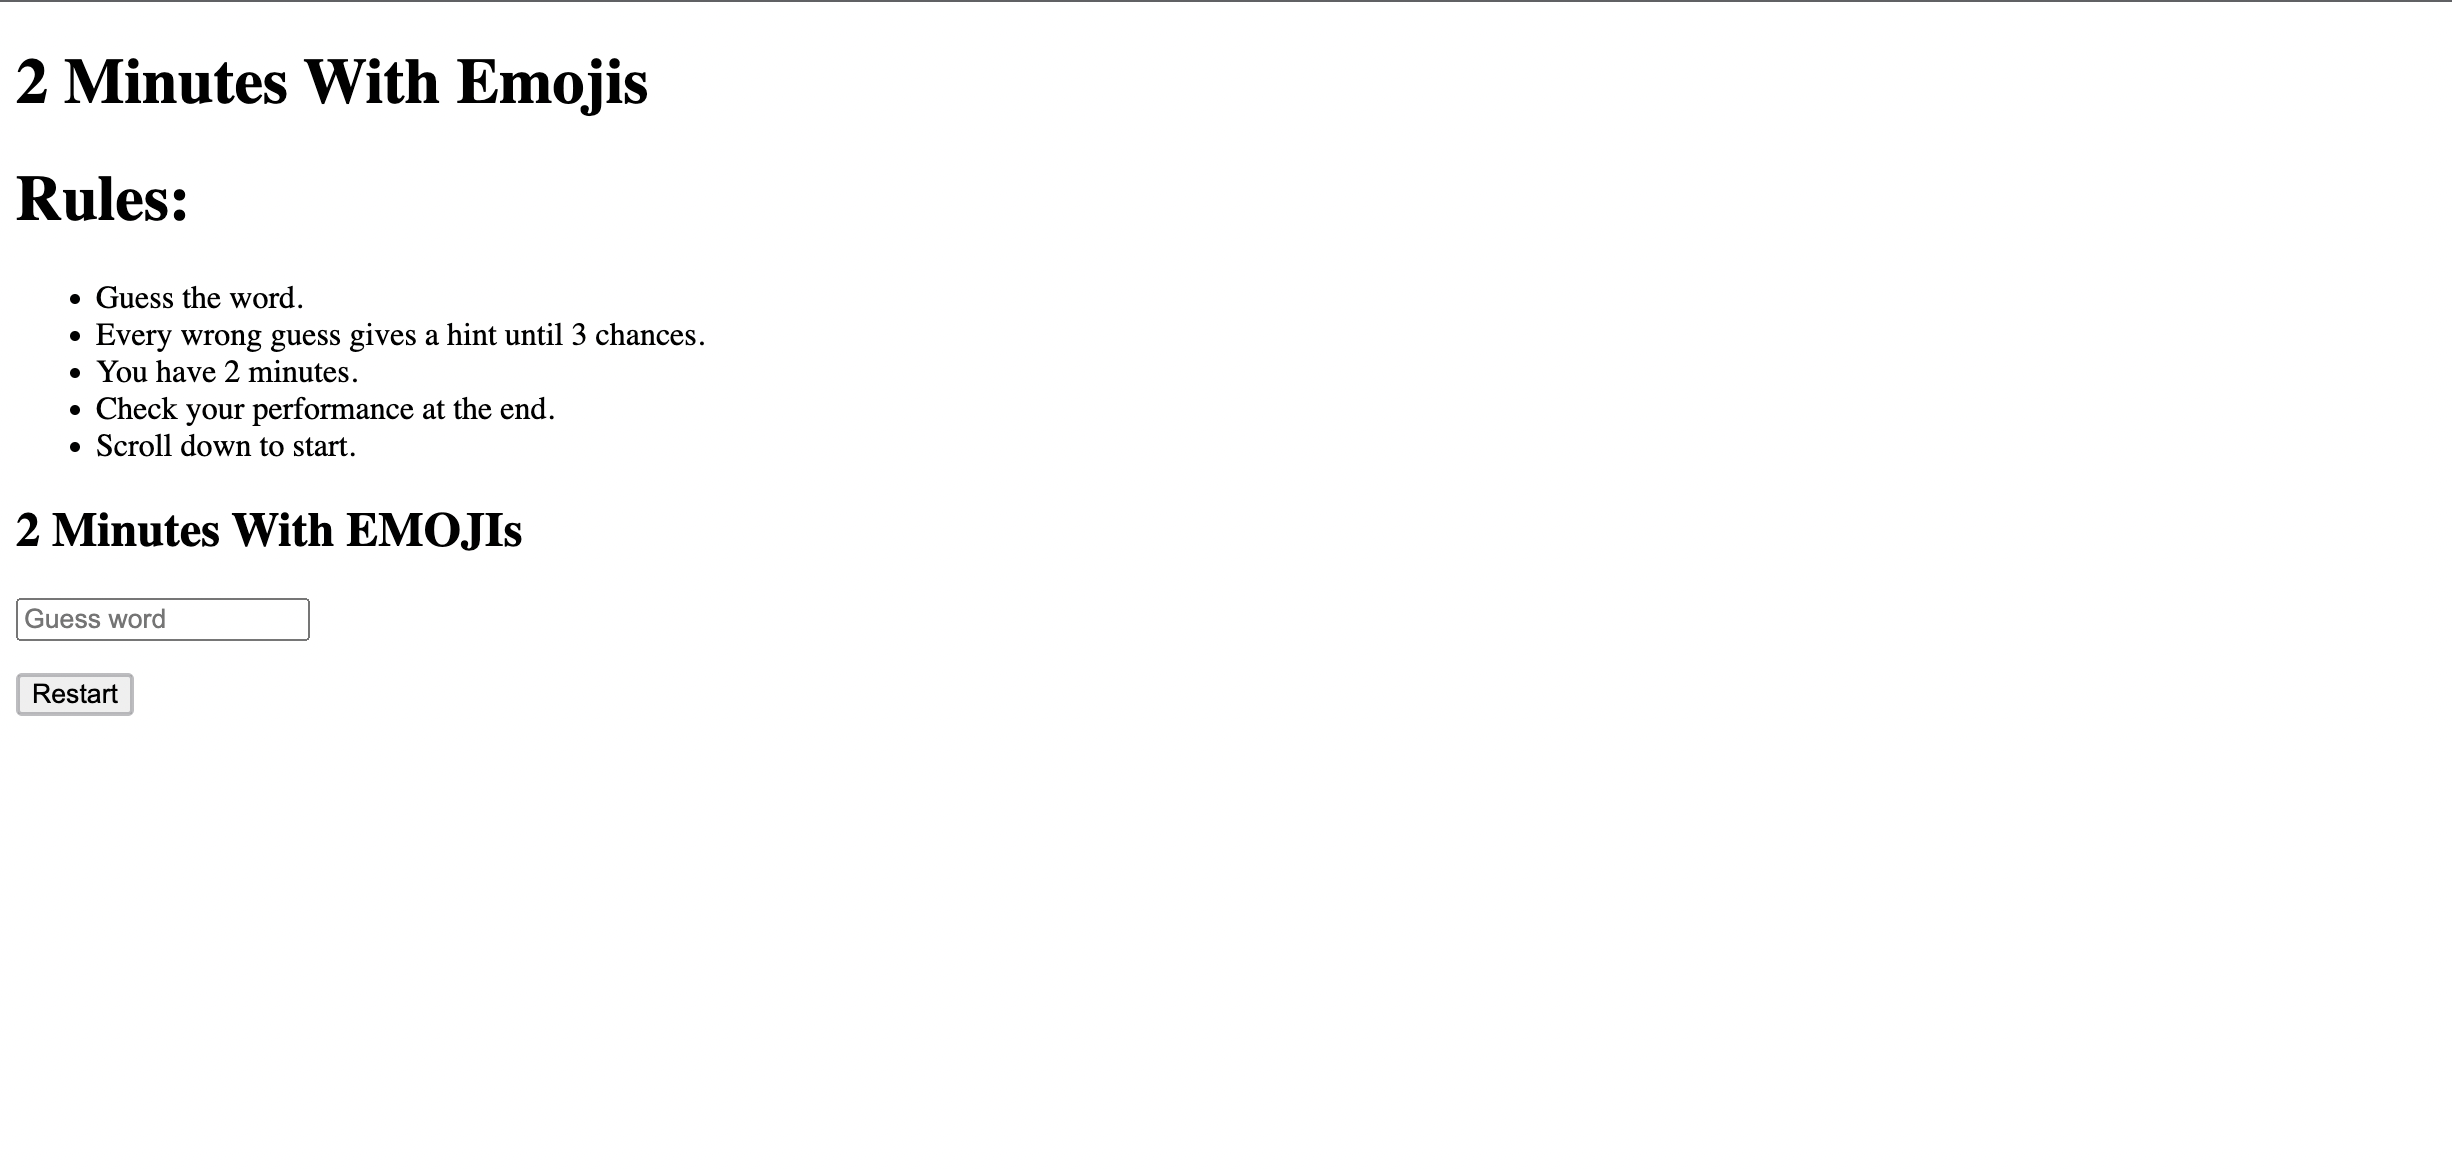 2 Minutes With Emojis
Rules:
Guess the word.
Every wrong guess gives a hint until 3 chances.
You have 2 minutes.
Check your performance at the end.
Scroll down to start.
2 Minutes With EMOJIs
Guess word
Restart